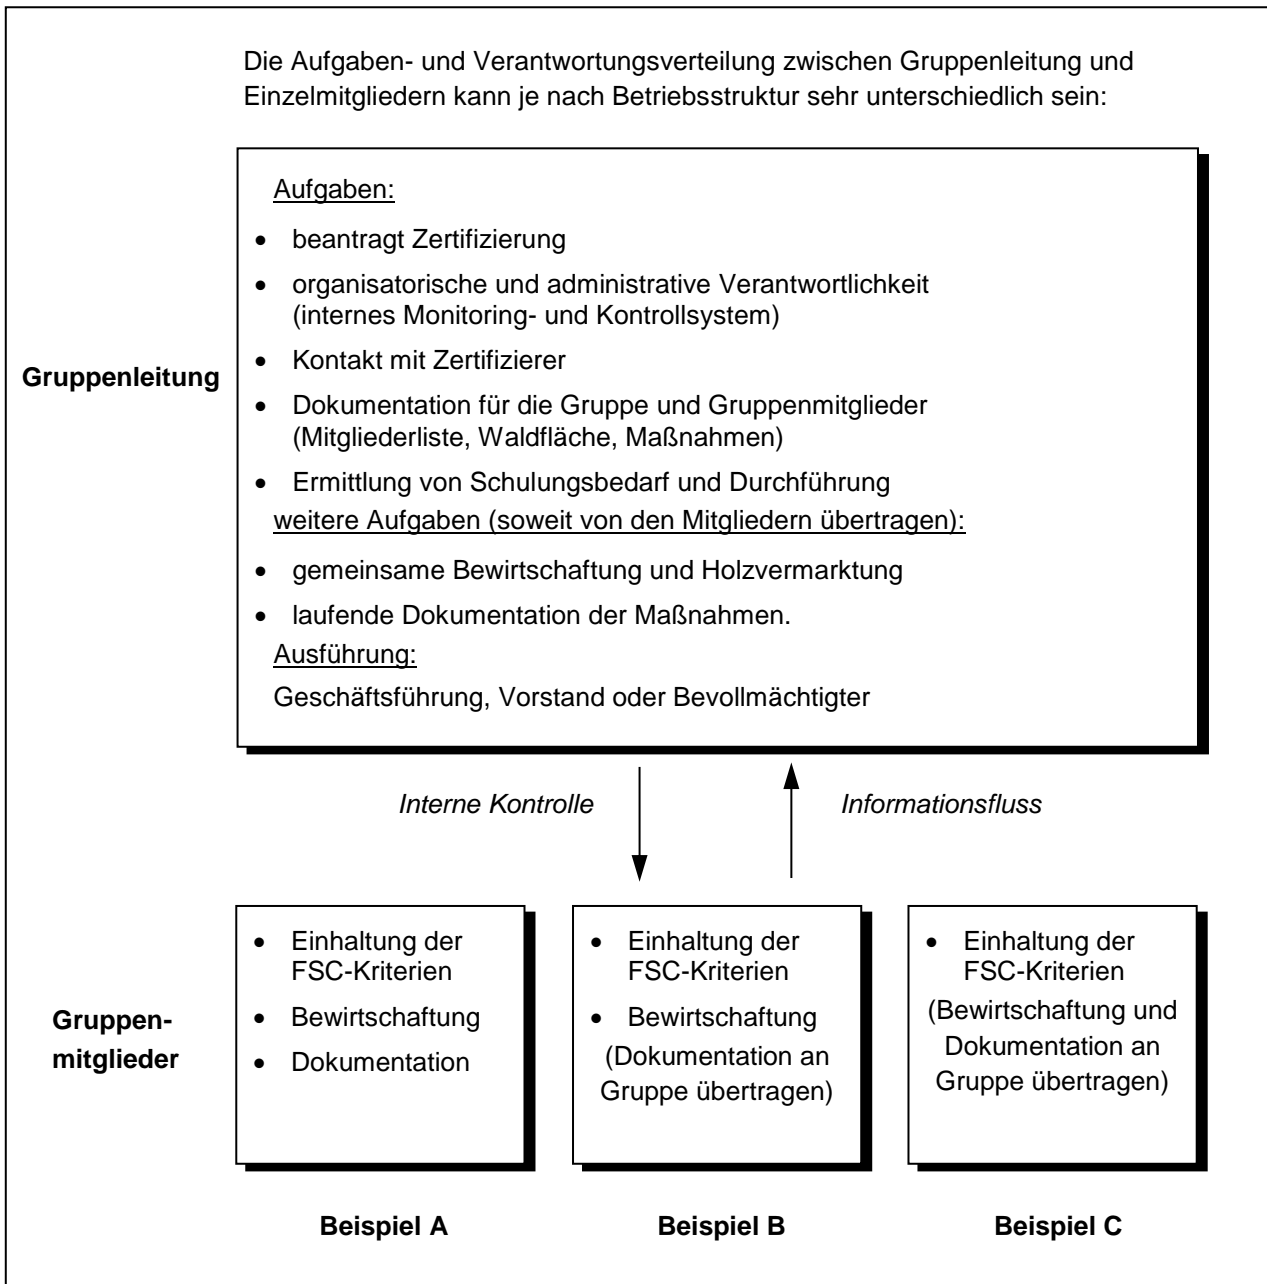 Die Aufgaben- und Verantwortungsverteilung zwischen Gruppenleitung und
Einzelmitgliedern kann je nach Betriebsstruktur sehr unterschiedlich sein:
Gruppenleitung
Aufgaben:
• beantragt Zertifizierung
• organisatorische und administrative Verantwortlichkeit
(internes Monitoring- und Kontrollsystem)
• Kontakt mit Zertifizierer
• Dokumentation für die Gruppe und Gruppenmitglieder
(Mitgliederliste, Waldfläche, Maßnahmen)
• Ermittlung von Schulungsbedarf und Durchführung
weitere Aufgaben (soweit von den Mitgliedern übertragen):
• gemeinsame Bewirtschaftung und Holzvermarktung
• laufende Dokumentation der Maßnahmen.
Ausführung:
Geschäftsführung, Vorstand oder Bevollmächtigter
Interne Kontrolle
Informationsfluss
Gruppen-
mitglieder
• Einhaltung der
FSC-Kriterien
• Bewirtschaftung
• Dokumentation
Beispiel A
• Einhaltung der
FSC-Kriterien
• Bewirtschaftung
(Dokumentation an
Gruppe übertragen)
Beispiel B
• Einhaltung der
FSC-Kriterien
(Bewirtschaftung und
Dokumentation an
Gruppe übertragen)
Beispiel C